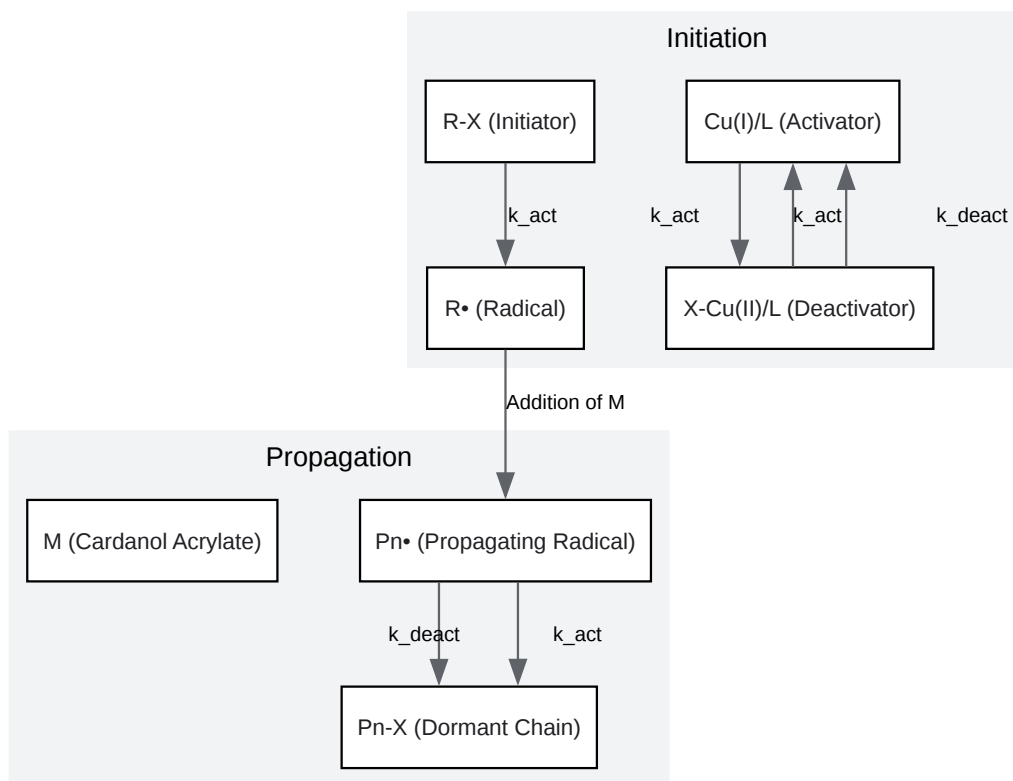 Initiation
R-X (Initiator)
Cu(I)/L (Activator)
k_act
k_act
k_act
k_deact
R• (Radical)
X-Cu(II)/L (Deactivator)
Addition of M
Propagation
M (Cardanol Acrylate)
Pn• (Propagating Radical)
k_deact
k_act
Pn-X (Dormant Chain)